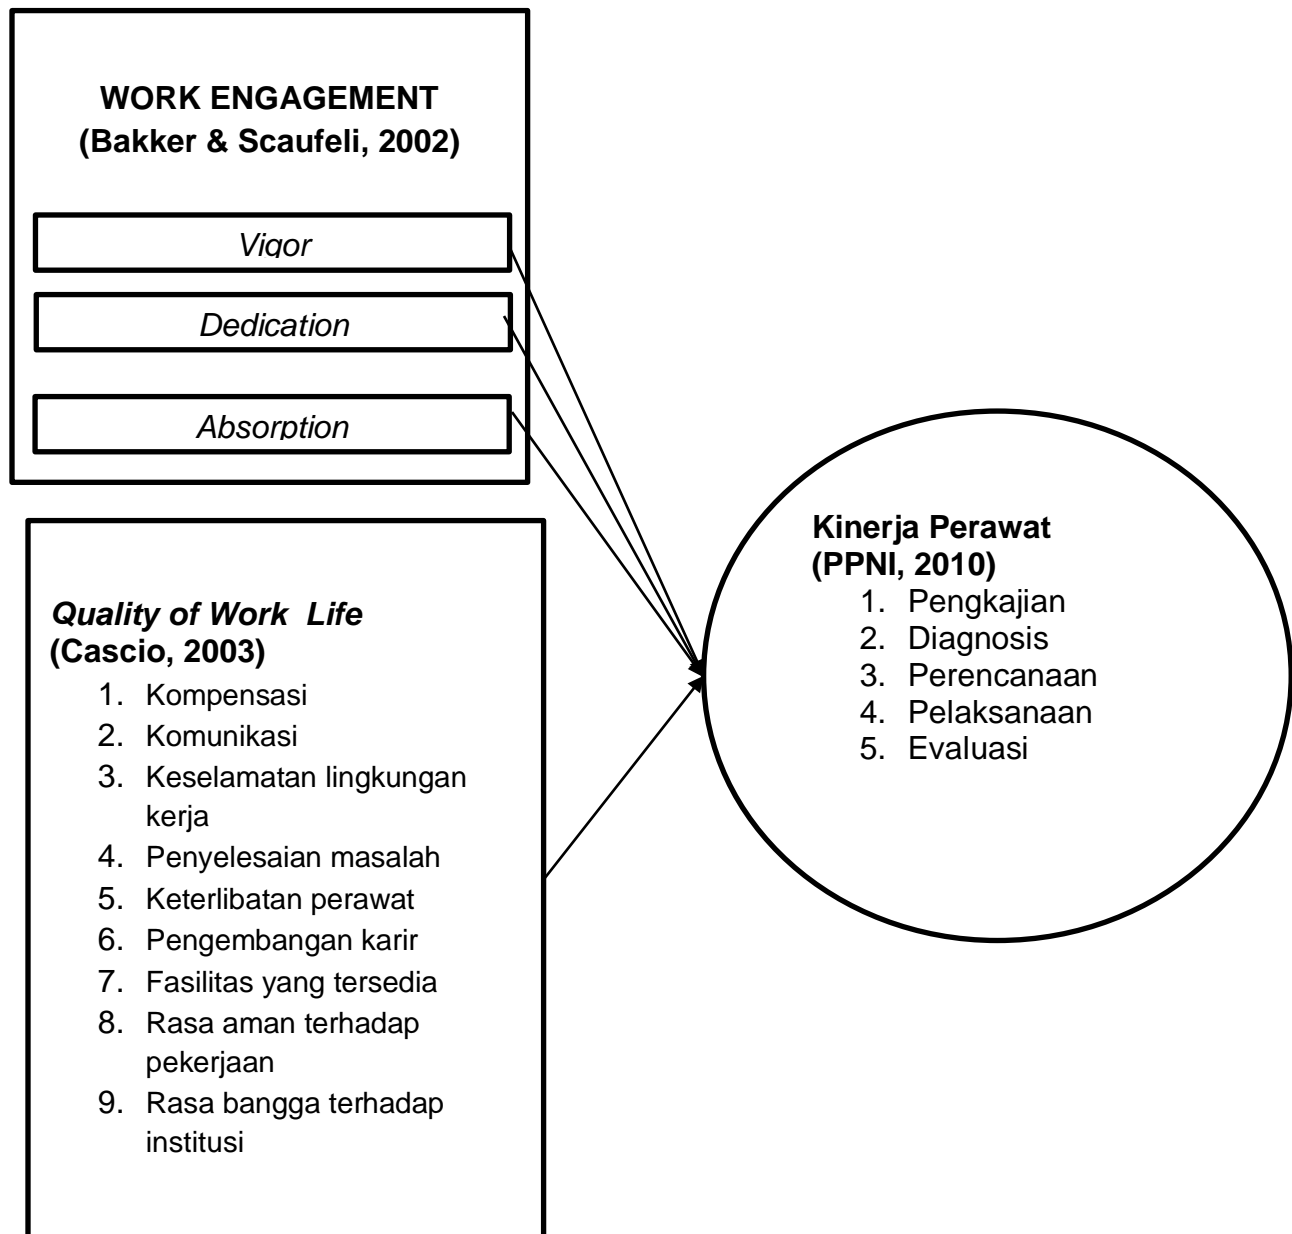 WORK ENGAGEMENT
(Bakker & Scaufeli, 2002)
Vigor
Dedication
Absorption
Quality of Work Life
(Cascio, 2003)
1. Kompensasi
2. Komunikasi
3. Keselamatan lingkungan
kerja
4. Penyelesaian masalah
5. Keterlibatan perawat
6. Pengembangan karir
7. Fasilitas yang tersedia
8. Rasa aman terhadap
pekerjaan
9. Rasa bangga terhadap
institusi
Kinerja Perawat
(PPNI, 2010)
1. Pengkajian
2. Diagnosis
3. Perencanaan
4. Pelaksanaan
5. Evaluasi